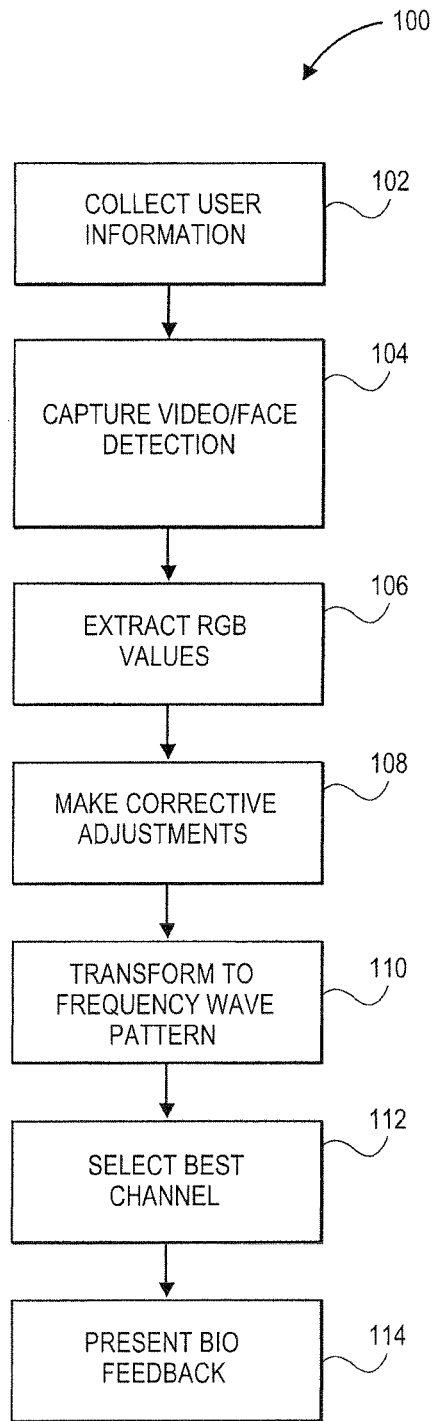 100
COLLECT USER
INFORMATION
102
CAPTURE VIDEO/FACE
DETECTION
104
EXTRACT RGB
VALUES
106
MAKE CORRECTIVE
ADJUSTMENTS
108
TRANSFORM TO
FREQUENCY WAVE
PATTERN
110
SELECT BEST
CHANNEL
112
PRESENT BIO
FEEDBACK
114